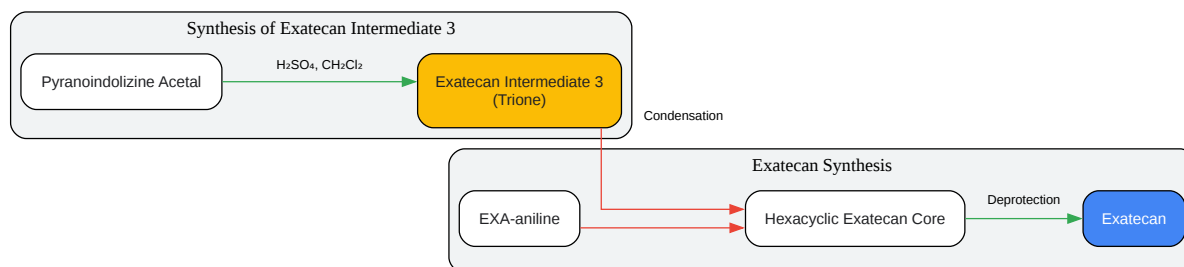 Synthesis of Exatecan Intermediate 3
Pyranoindolizine Acetal
H₂SO₄, CH₂Cl₂
Exatecan Intermediate 3
(Trione)
Condensation
Exatecan Synthesis
EXA-aniline
Hexacyclic Exatecan Core
Deprotection
Exatecan